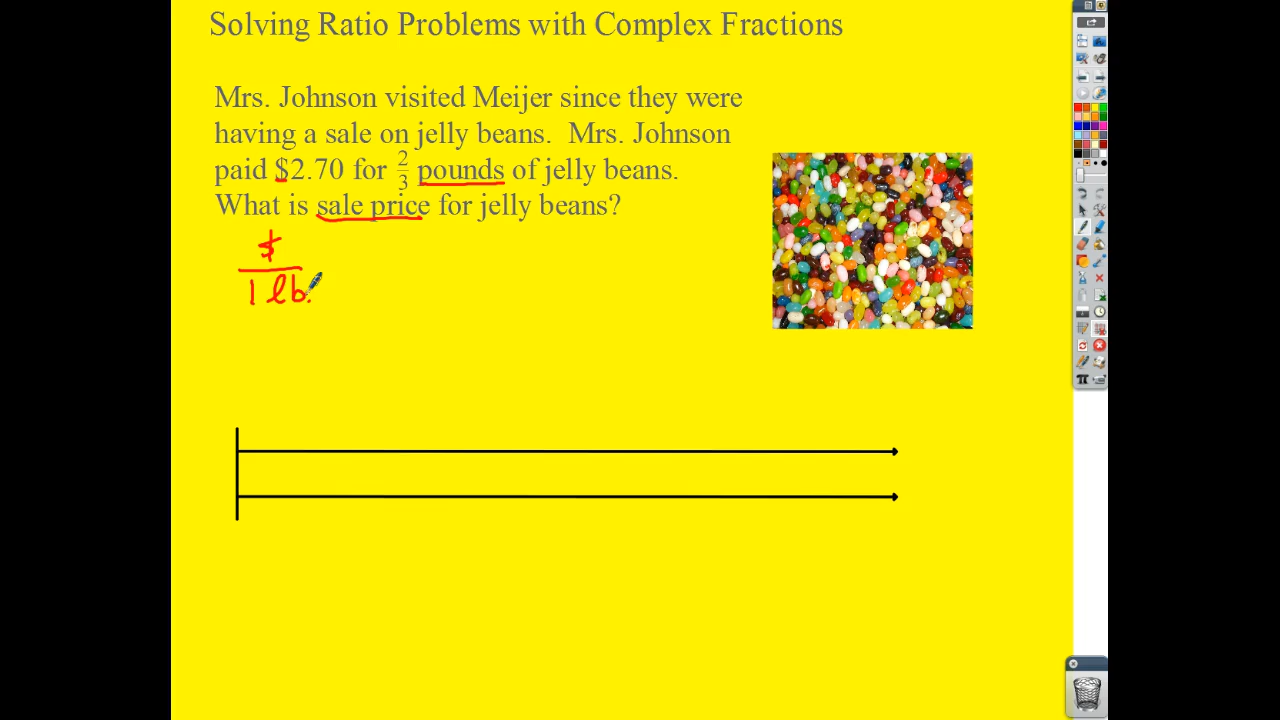 Solving Ratio Problems with Complex Fractions
Mrs. Johnson visited Meijer since they were
having a sale on jelly beans. Mrs. Johnson
paid $2.70 for 2/3 pounds of jelly beans.
What is sale price for jelly beans?
$
1 lb.